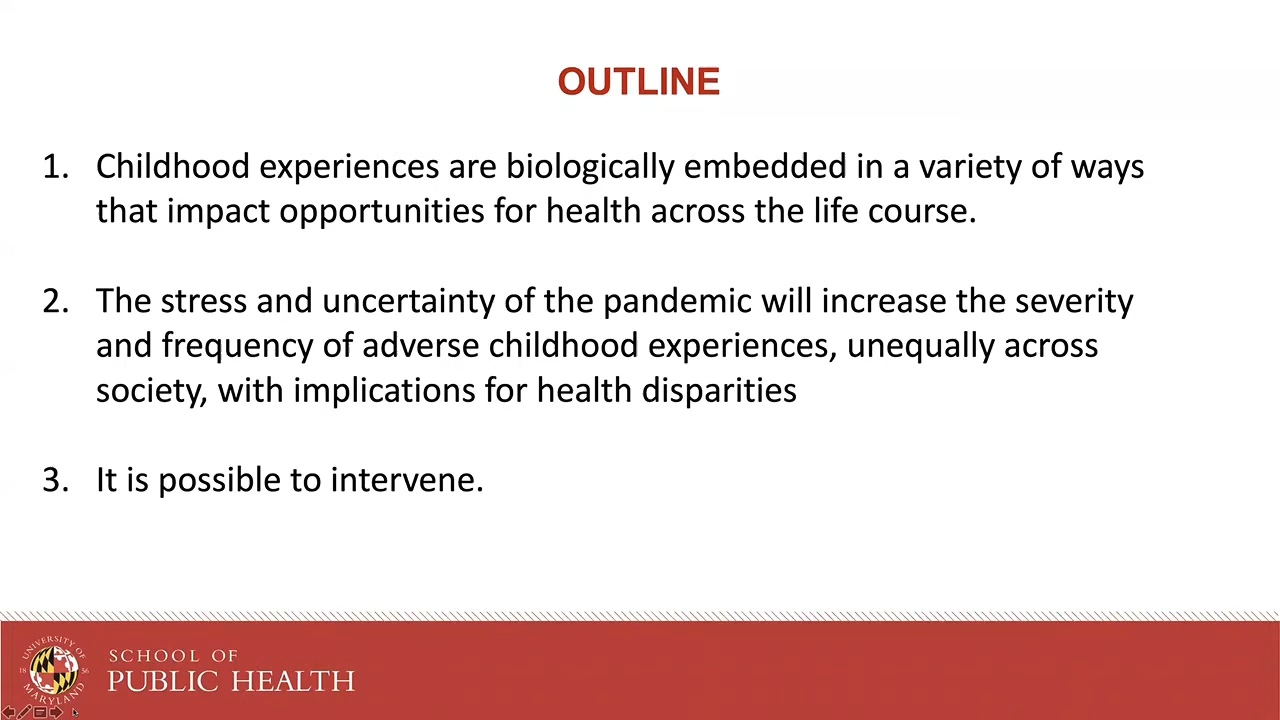 OUTLINE
1. Childhood experiences are biologically embedded in a variety of ways
that impact opportunities for health across the life course.
2. The stress and uncertainty of the pandemic will increase the severity
and frequency of adverse childhood experiences, unequally across
society, with implications for health disparities
3. It is possible to intervene.
UNIVERSITY OF
18 56
MARYLAND
SCHOOL OF
PUBLIC HEALTH